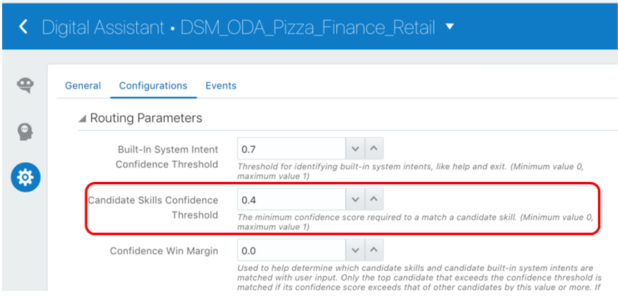 Digital Assistant • DSM_ODA_Pizza_Finance_Retail
General Configurations Events
Routing Parameters
Built-In System Intent
Confidence Threshold
0.7
Threshold for identifying built-in system intents, like help and exit. (Minimum value 0,
maximum value 1)
Candidate Skills Confidence
Threshold
0.4
The minimum confidence score required to a match a candidate skill. (Minimum value 0,
maximum value 1)
Confidence Win Margin
0.0
Used to help determine which candidate skills and candidate built-in system intents are
matched with user input. Only the top candidate that exceeds the confidence threshold is
matched if its confidence score exceeds that of other candidates by this value or more. If